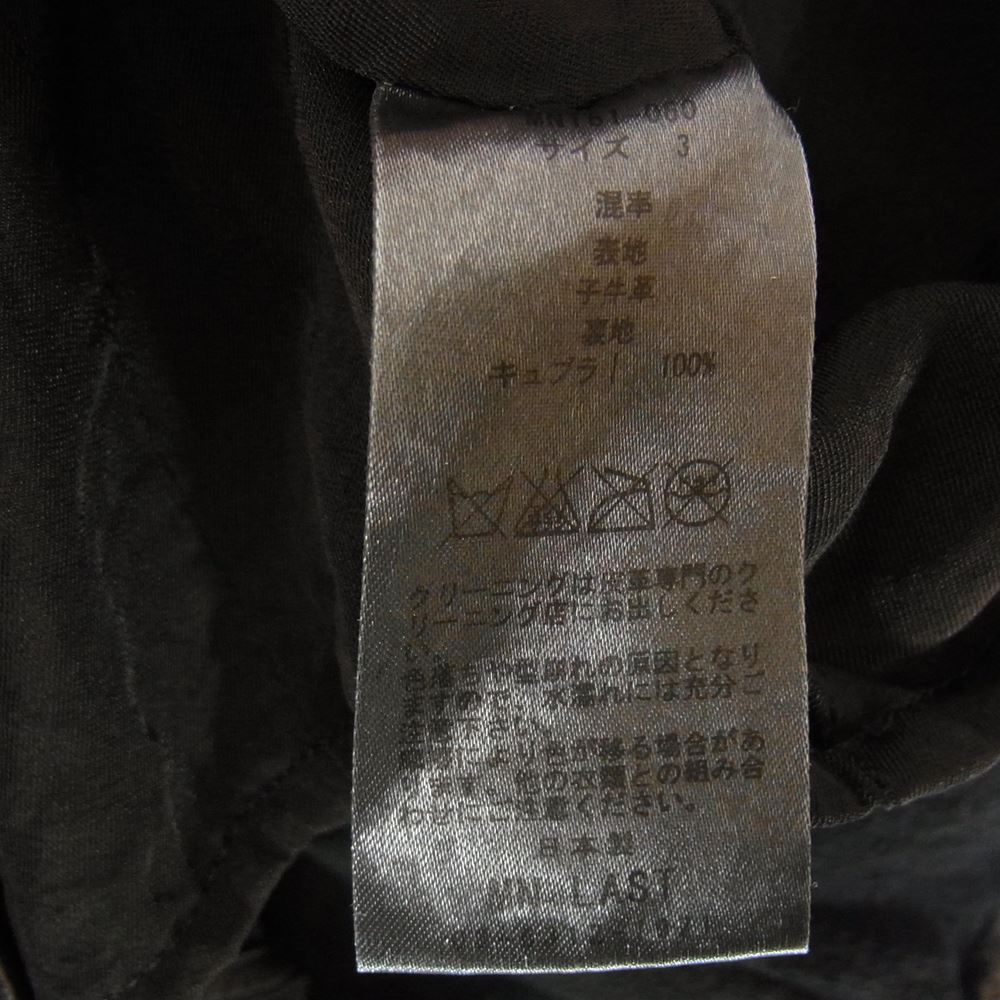 サイズ 3
混率
表地
子牛革
裏地
キュプラ 100%
クリーニングは皮革専門のク
リーニング店にお出しくださ
い。
色落ちや型崩れの原因となり
ますので、水濡れには充分ご
注意下さい。
より色が移る場合があ
ります。他の衣類との組み合
わせにご注意ください。
日本製
LAST